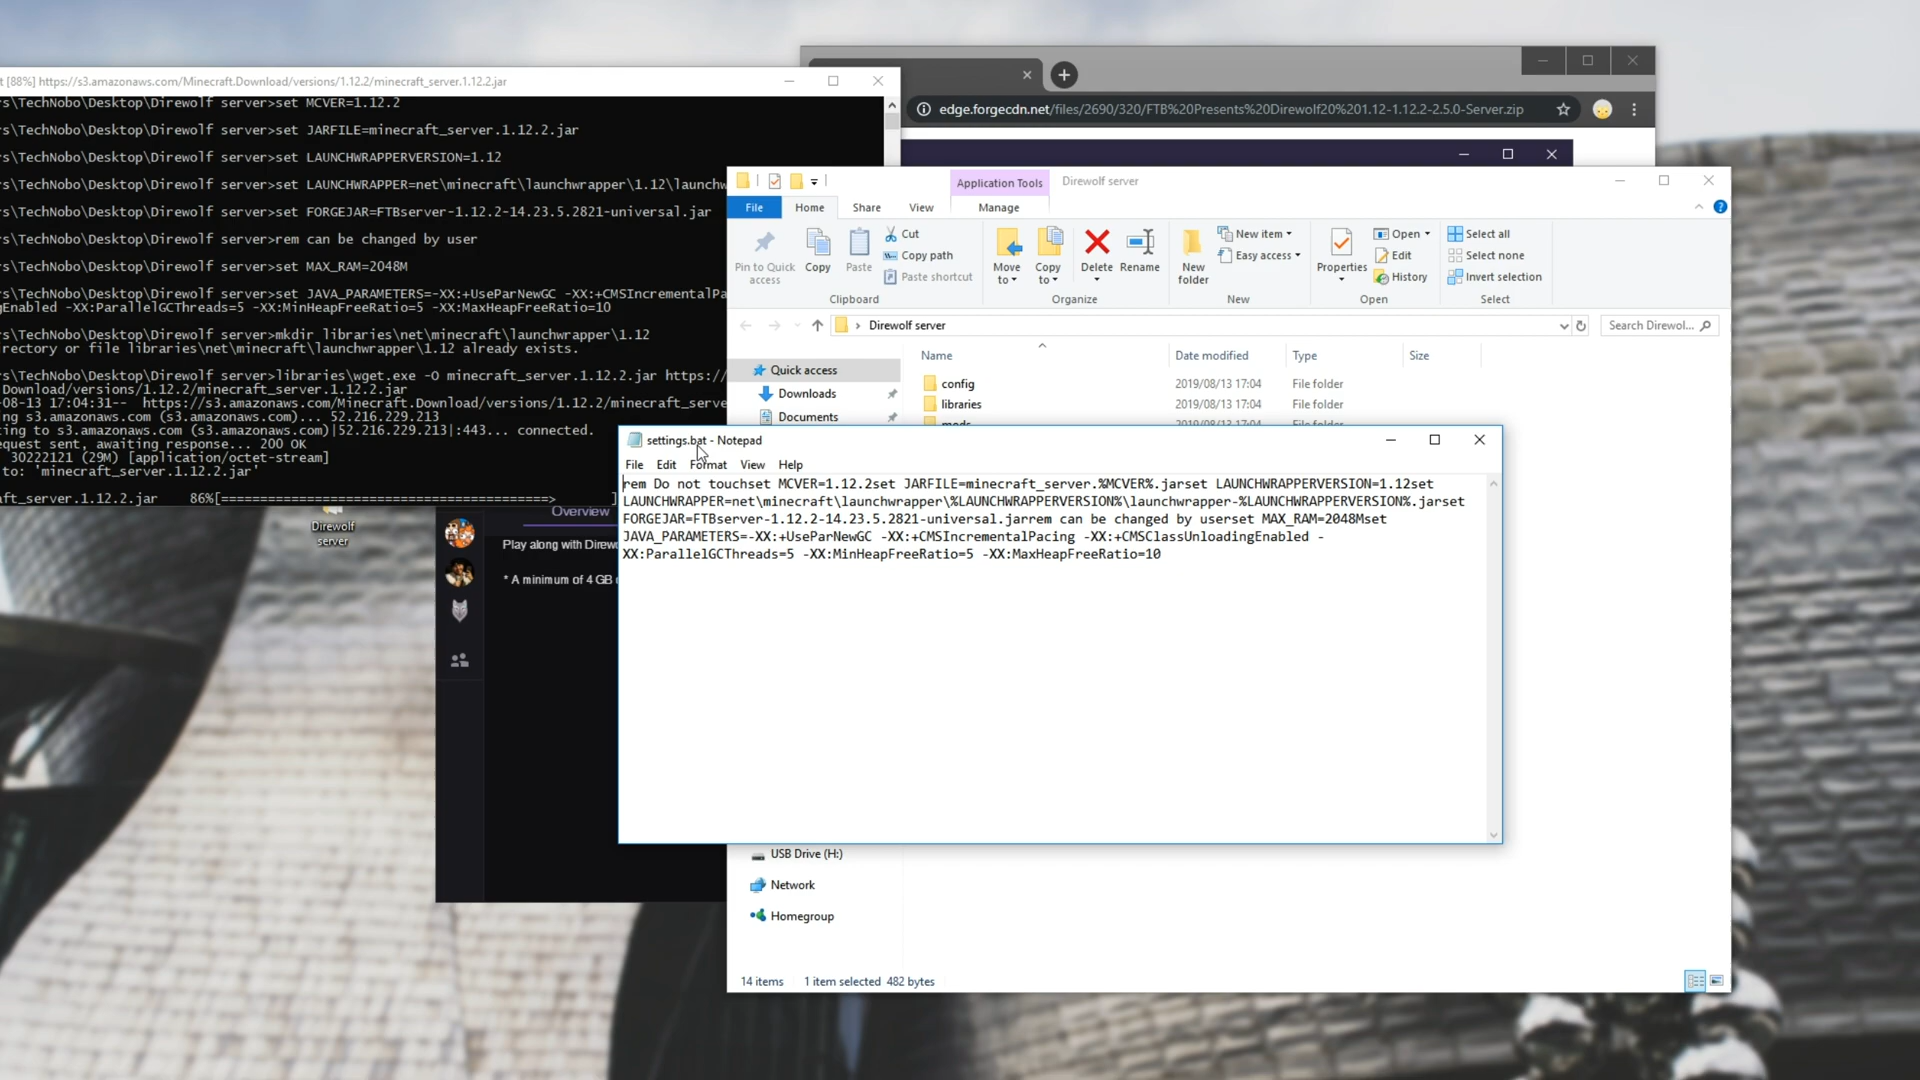 t [88%] https://s3.amazonaws.com/Minecraft.Download/versions/1.12.2/minecraft_server.1.12.2.jar
s\TechNobo\Desktop\Direwolf server>set MCVER=1.12.2
s\TechNobo\Desktop\Direwolf server>set JARFILE=minecraft_server.1.12.2.jar
s\TechNobo\Desktop\Direwolf server>set LAUNCHWRAPPERVERSION=1.12
s\TechNobo\Desktop\Direwolf server>set LAUNCHWRAPPER=net\minecraft\launchwrapper\1.12\launchw
s\TechNobo\Desktop\Direwolf server>set FORGEJAR=FTBserver-1.12.2-14.23.5.2821-universal.jar
s\TechNobo\Desktop\Direwolf server>rem can be changed by user
s\TechNobo\Desktop\Direwolf server>set MAX_RAM=2048M
s\TechNobo\Desktop\Direwolf server>set JAVA_PARAMETERS=-XX:+UseParNewGC -XX:+CMSIncrementalPa
gEnabled -XX:ParallelGCThreads=5 -XX:MinHeapFreeRatio=5 -XX:MaxHeapFreeRatio=10
s\TechNobo\Desktop\Direwolf server>mkdir libraries\net\minecraft\launchwrapper\1.12
irectory or file libraries\net\minecraft\launchwrapper\1.12 already exists.
s\TechNobo\Desktop\Direwolf server>libraries\wget.exe -O minecraft_server.1.12.2.jar https://
Download/versions/1.12.2/minecraft_server.1.12.2.jar
-08-13 17:04:31-- https://s3.amazonaws.com/Minecraft.Download/versions/1.12.2/minecraft_serve
ing s3.amazonaws.com (s3.amazonaws.com)... 52.216.229.213
ting to s3.amazonaws.com (s3.amazonaws.com)|52.216.229.213|:443... connected.
equest sent, awaiting response... 200 OK
30222121 (29M) [application/octet-stream]
to: 'minecraft_server.1.12.2.jar'
aft_server.1.12.2.jar 86%[===========================================> ]
edge.forgecdn.net/files/2690/320/FTB%20Presents%20Direwolf20%201.12-1.12.2-2.5.0-Server.zip
Application Tools
Direwolf server
File
Home
Share
View
Manage
Pin to Quick access
Copy
Paste
Cut
Copy path
Paste shortcut
Clipboard
Move to
Copy to
Delete
Rename
Organize
New folder
New item
Easy access
New
Properties
Open
Edit
History
Open
Select all
Select none
Invert selection
Select
Direwolf server
Search Direwol...
Name
Date modified
Type
Size
Quick access
Downloads
Documents
config 2019/08/13 17:04 File folder
libraries 2019/08/13 17:04 File folder
mods 2019/08/13 17:04 File folder
settings.bat - Notepad
File Edit Format View Help
rem Do not touchset MCVER=1.12.2set JARFILE=minecraft_server.%MCVER%.jarset LAUNCHWRAPPERVERSION=1.12set
LAUNCHWRAPPER=net\minecraft\launchwrapper\%LAUNCHWRAPPERVERSION%\launchwrapper-%LAUNCHWRAPPERVERSION%.jarset
FORGEJAR=FTBserver-1.12.2-14.23.5.2821-universal.jarrem can be changed by userset MAX_RAM=2048Mset
JAVA_PARAMETERS=-XX:+UseParNewGC -XX:+CMSIncrementalPacing -XX:+CMSClassUnloadingEnabled -
XX:ParallelGCThreads=5 -XX:MinHeapFreeRatio=5 -XX:MaxHeapFreeRatio=10
Direwolf
server
Overview
Play along with Direwo
* A minimum of 4 GB
USB Drive (H:)
Network
Homegroup
14 items 1 item selected 482 bytes